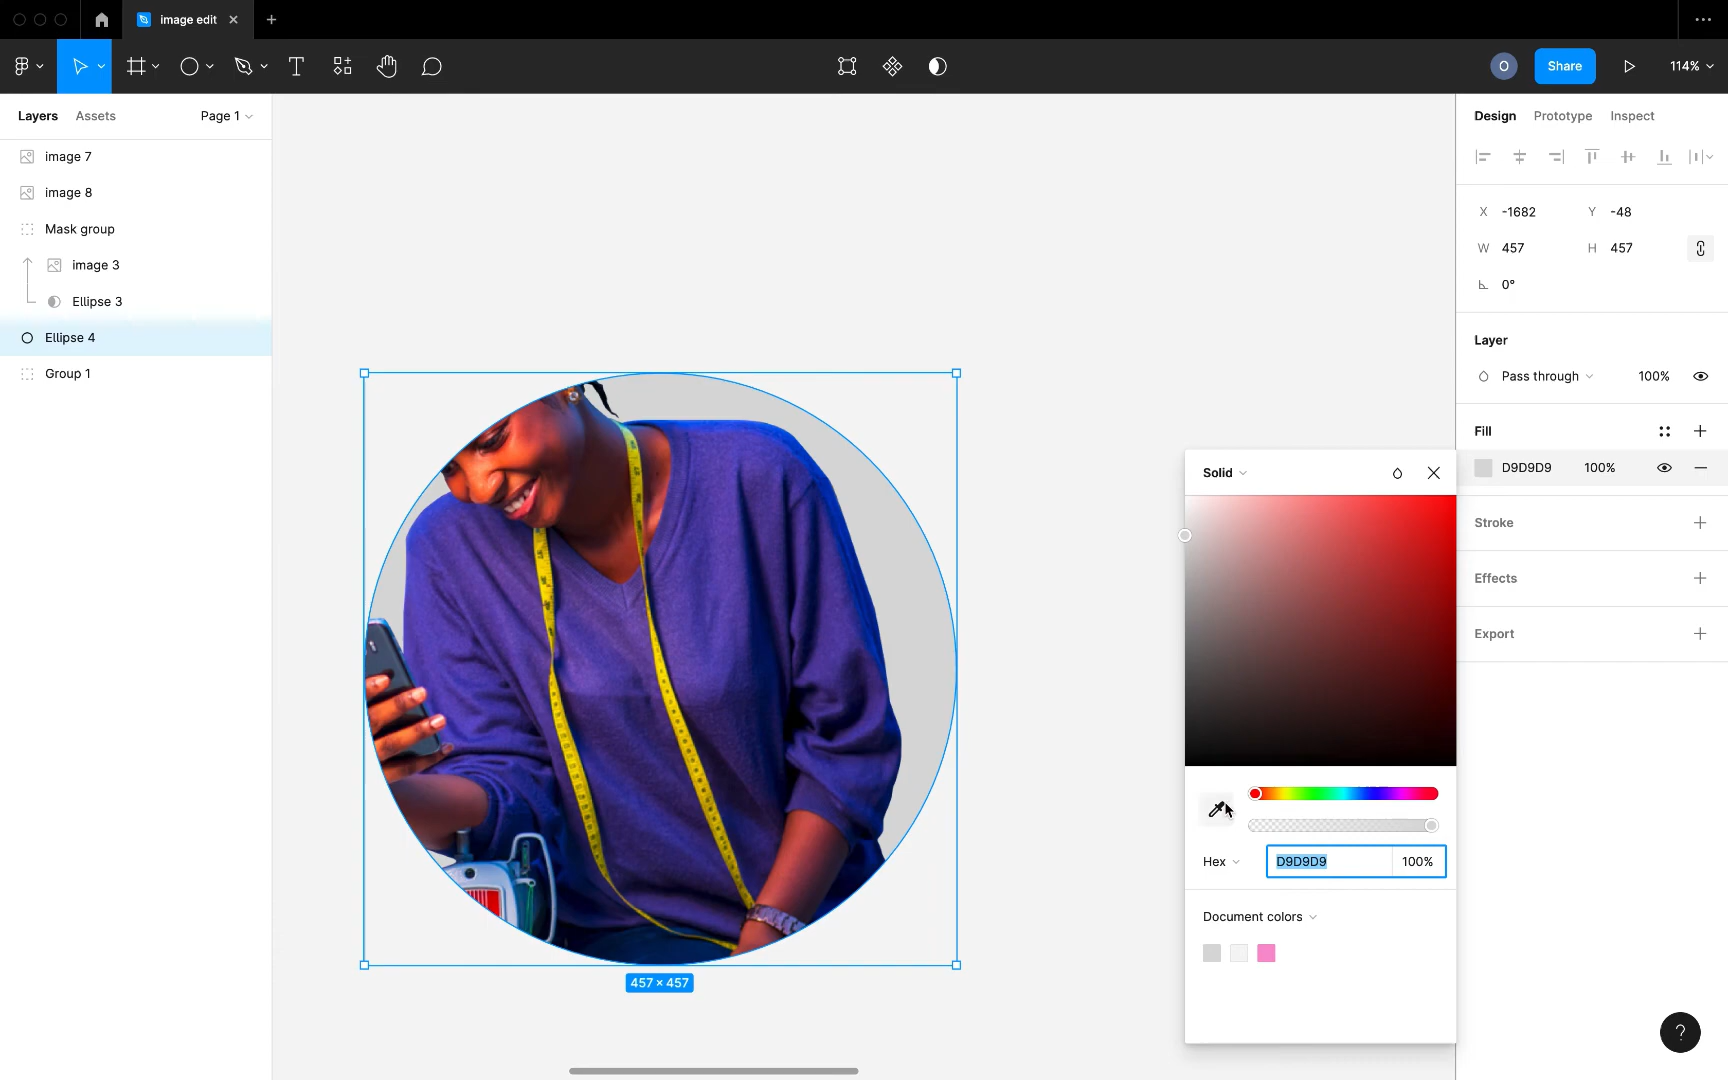 image edit
O
Share
114%
Layers
Assets
Page 1
Design
Prototype
Inspect
image 7
image 8
Mask group
image 3
Ellipse 3
Ellipse 4
Group 1
X -1682
Y -48
W 457
H 457
0°
Layer
Pass through
100%
Fill
D9D9D9 100%
Stroke
Effects
Export
Solid
Hex
D9D9D9
100%
Document colors
457 × 457
?